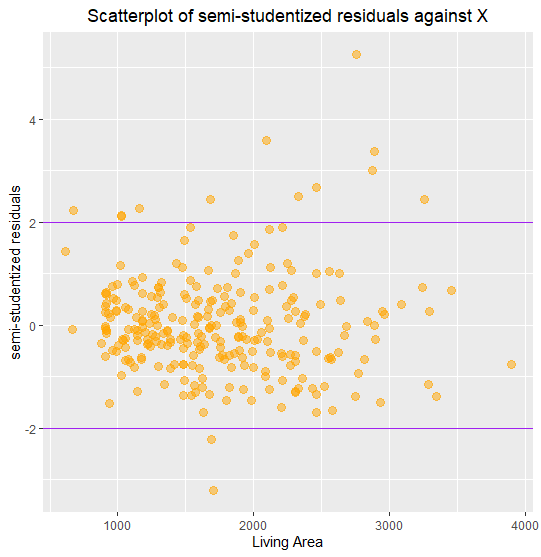 Scatterplot of semi-studentized residuals against X
semi-studentized residuals
4
2
0
-2
1000 2000 3000 4000
Living Area